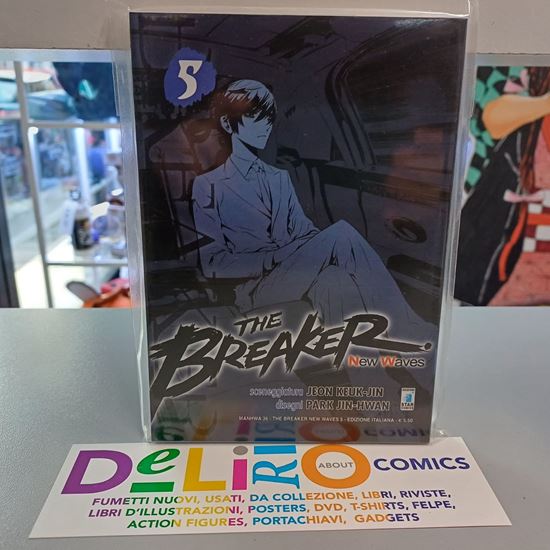 5
THE
BREAKER
New Waves
sceneggiatura JEON KEUK-JIN
disegni PARK JIN-HWAN
STAR
MANHWA 36 - THE BREAKER NEW WAVES 5 - EDIZIONE ITALIANA - € 5,50
DeLiRIO ABOUT COMICS
FUMETTI NUOVI, USATI, DA COLLEZIONE, LIBRI, RIVISTE,
LIBRI D'ILLUSTRAZIONI, POSTERS, DVD, T-SHIRTS, FELPE,
ACTION FIGURES, PORTACHIAVI, GADGETS